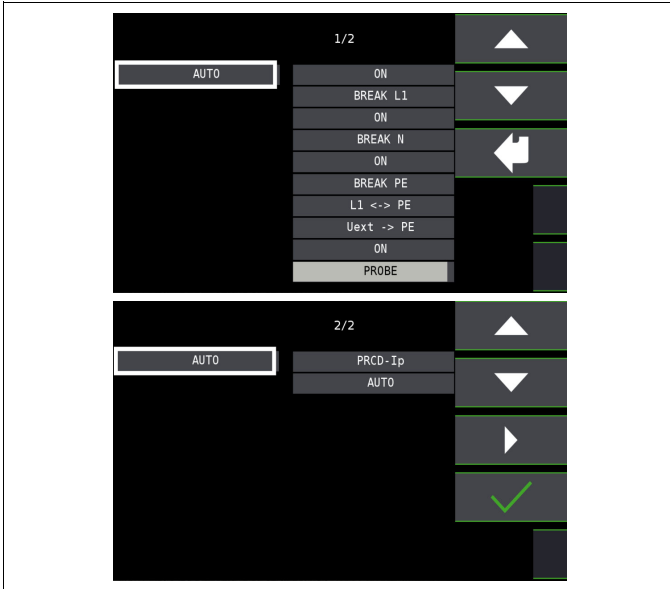 1/2
AUTO
ON
BREAK L1
ON
BREAK N
ON
BREAK PE
L1 <-> PE
Uext -> PE
ON
PROBE
2/2
AUTO
PRCD-Ip
AUTO